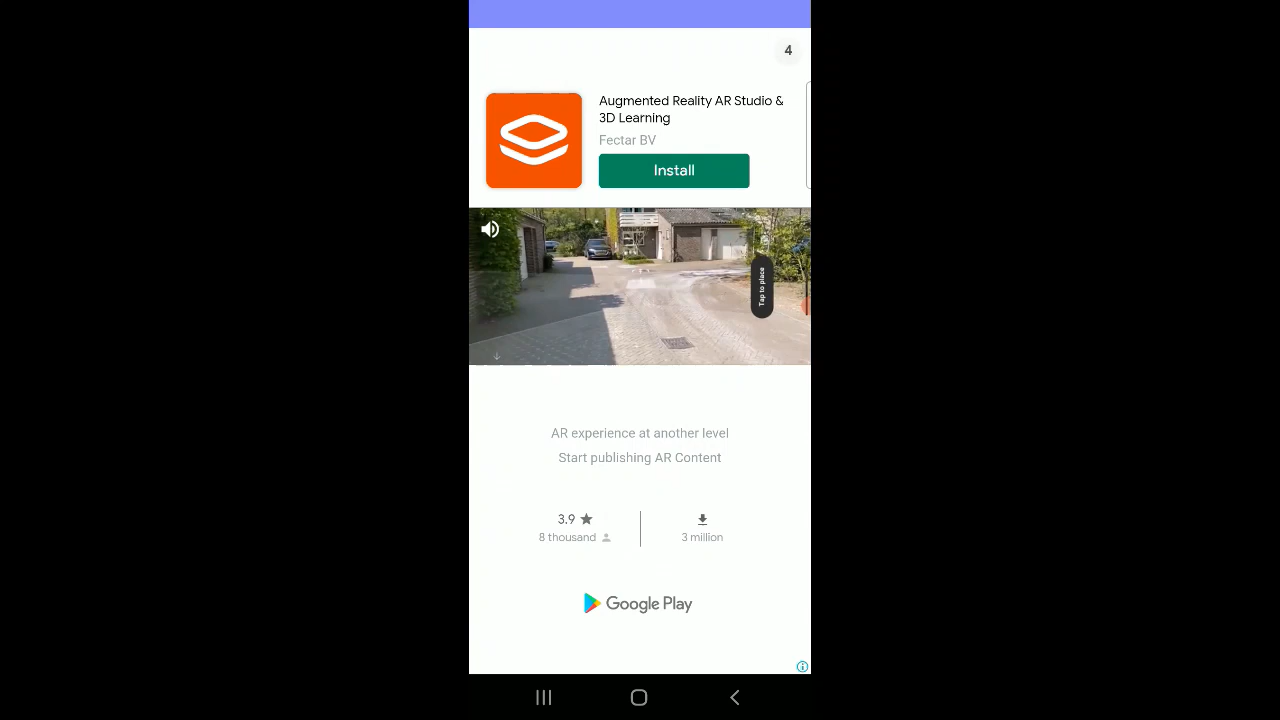 4
Augmented Reality AR Studio &
3D Learning
Fectar BV
Install
Tap to place
AR experience at another level
Start publishing AR Content
3.9
8 thousand
3 million
Google Play